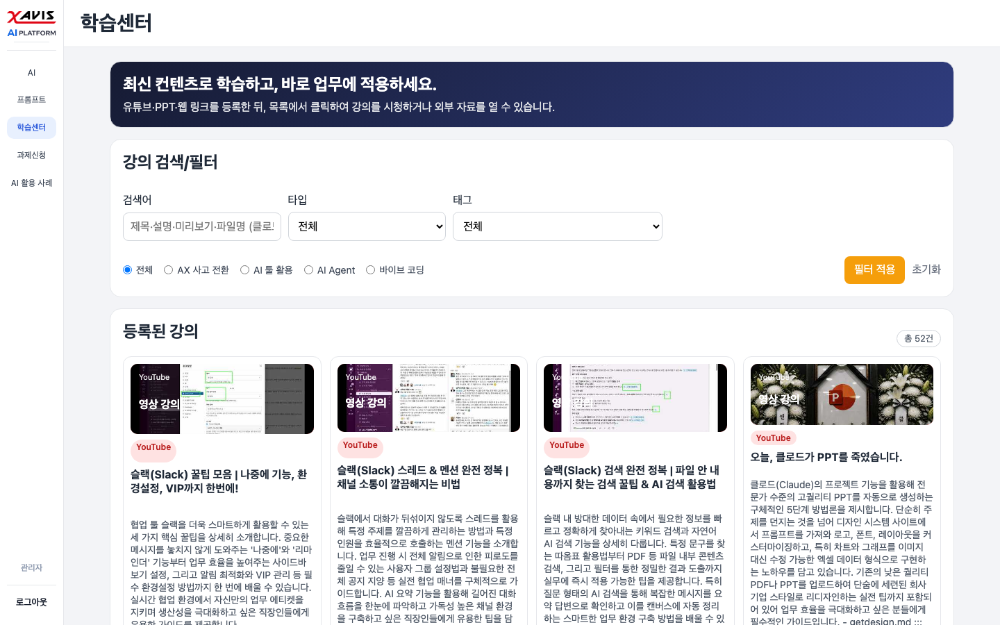 XAVIS
AI PLATFORM
AI
프롬프트
학습센터
과제신청
AI 활용 사례
관리자
로그아웃
학습센터
최신 컨텐츠로 학습하고, 바로 업무에 적용하세요.
유튜브·PPT·웹 링크를 등록한 뒤, 목록에서 클릭하여 강의를 시청하거나 외부 자료를 열 수 있습니다.
강의 검색/필터
검색어
타입
태그
제목·설명·미리보기·파일명 (클로
전체
전체
전체
AX 사고 전환
AI 툴 활용
AI Agent
바이브 코딩
필터 적용
초기화
등록된 강의
총 52건
YouTube
영상 강의
YouTube
슬랙(Slack) 꿀팁 모음 | 나중에 기능, 환
경설정, VIP까지 한번에!
협업 툴 슬랙을 더욱 스마트하게 활용할 수 있는
세 가지 핵심 꿀팁을 상세히 소개합니다. 중요한
메시지를 놓치지 않게 도와주는 '나중에'와 '리마
인더' 기능부터 업무 효율을 높여주는 사이드바
보기 설정, 그리고 알림 최적화와 VIP 관리 등 필
수 환경설정 방법까지 한 번에 배울 수 있습니다.
실시간 협업 환경에서 자신만의 업무 에티켓을
지키며 생산성을 극대화하고 싶은 직장인들에게
유용한 가이드를 제공합니다.
YouTube
영상 강의
YouTube
슬랙(Slack) 스레드 & 멘션 완전 정복 |
채널 소통이 깔끔해지는 비법
슬랙에서 대화가 뒤섞이지 않도록 스레드를 활용
해 특정 주제를 깔끔하게 관리하는 방법과 특정
인원을 효율적으로 호출하는 멘션 기능을 소개합
니다. 업무 진행 시 전체 알림으로 인한 피로도를
줄일 수 있는 사용자 그룹 설정법과 불필요한 전
체 공지 지양 등 실전 협업 매너를 구체적으로 가
이드합니다. AI 요약 기능을 활용해 길어진 대화
흐름을 한눈에 파악하고 가독성 높은 채널 환경
을 구축하고 싶은 직장인들에게 유용한 팁을 담
Yo
영
YouTube
슬랙(Slack) 검색 완전 정복 | 파일 안 내
용까지 찾는 검색 꿀팁 & AI 검색 활용법
슬랙 내 방대한 데이터 속에서 필요한 정보를 빠
르고 정확하게 찾아내는 키워드 검색과 자연어
AI 검색 기능을 상세히 다룹니다. 특정 문구를 찾
는 따옴표 활용법부터 PDF 등 파일 내부 콘텐츠
검색, 그리고 필터를 통한 정밀한 결과 도출까지
실무에 즉시 적용 가능한 팁을 제공합니다. 특히
질문 형태의 AI 검색을 통해 복잡한 메시지를 요
약 답변으로 확인하고 이를 캔버스에 자동 정리
하는 스마트한 업무 환경 구축 방법을 배울 수 있
YouTube
영상 강의
P
YouTube
오늘, 클로드가 PPT를 죽였습니다.
클로드(Claude)의 프로젝트 기능을 활용해 전
문가 수준의 고퀄리티 PPT를 자동으로 생성하는
구체적인 5단계 방법론을 제시합니다. 단순히 주
제를 던지는 것을 넘어 디자인 시스템 사이트에
서 프롬프트를 가져와 로고, 폰트, 레이아웃을 커
스터마이징하고, 특히 차트와 그래프를 이미지
대신 수정 가능한 엑셀 데이터 형식으로 구현하
는 노하우를 담고 있습니다. 기존의 낮은 퀄리티
PDF나 PPT를 업로드하여 단숨에 세련된 회사
기업 스타일로 리디자인하는 실전 팁까지 포함되
어 있어 업무 효율을 극대화하고 싶은 분들에게
필수적인 가이드입니다. - getdesign.md :::